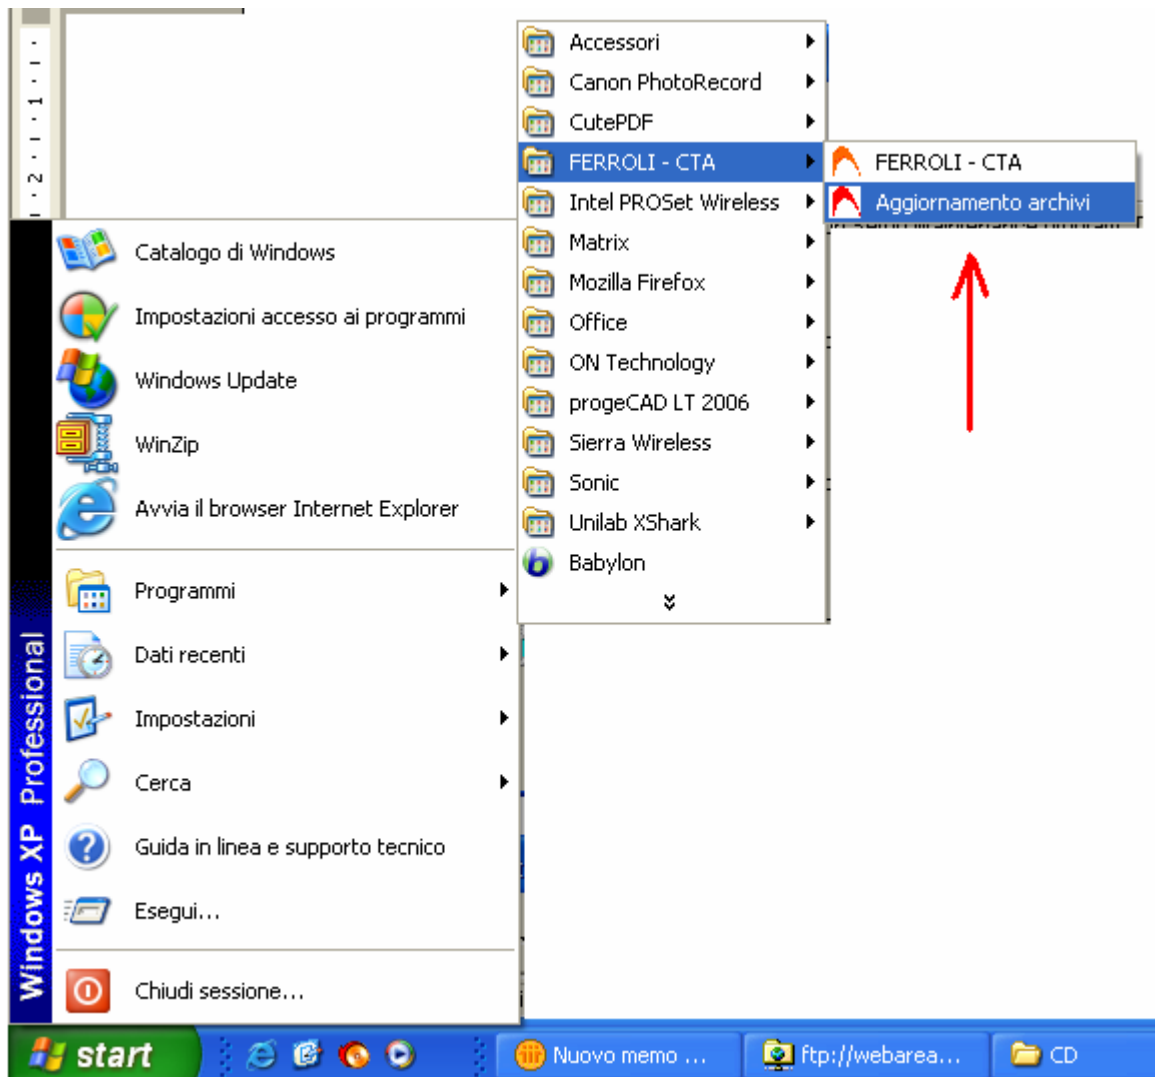 Accessori
Canon PhotoRecord
CutePDF
FERROLI - CTA
FERROLI - CTA
Intel PROSet Wireless
Aggiornamento archivi
Matrix
Mozilla Firefox
Office
ON Technology
progeCAD LT 2006
Sierra Wireless
Sonic
Unilab XShark
Babylon
Catalogo di Windows
Impostazioni accesso ai programmi
Windows Update
WinZip
Avvia il browser Internet Explorer
Programmi
Dati recenti
Impostazioni
Cerca
Guida in linea e supporto tecnico
Esegui...
Chiudi sessione...
Windows XP Professional
start
Nuovo memo ...
ftp://webarea...
CD
1
2